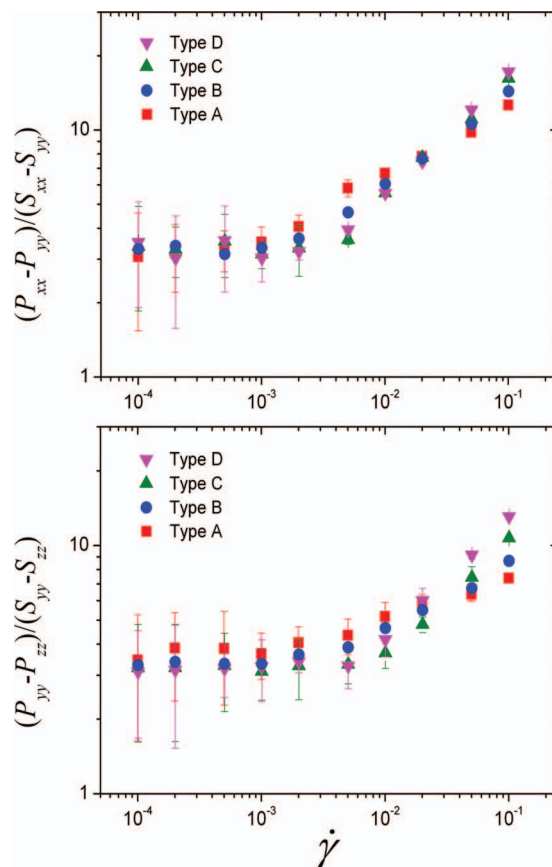 (Pxx-Pyy)/(Sxx-Syy)
Type D
Type C
Type B
Type A
10
1
10⁻⁴ 10⁻³ 10⁻² 10⁻¹
(Pyy-Pzz)/(Syy-Szz)
Type D
Type C
Type B
Type A
10
1
10⁻⁴ 10⁻³ 10⁻² 10⁻¹
γ̇